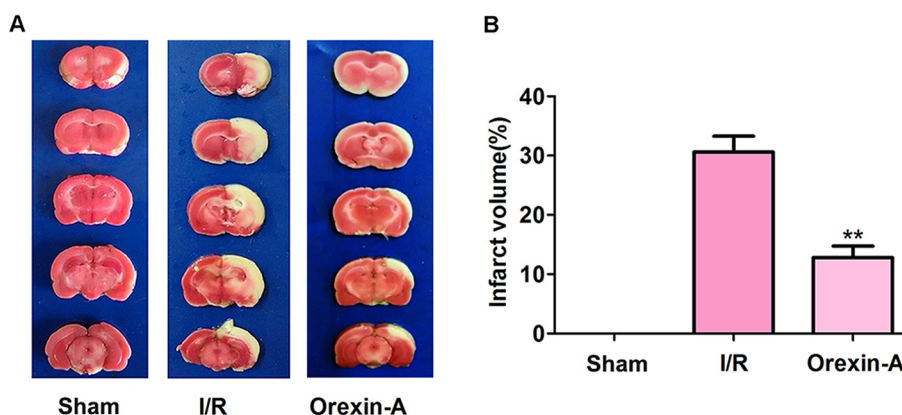 A
Sham
I/R
Orexin-A
B
Infarct volume(%)
40
30
20
10
0
**
Sham
I/R
Orexin-A